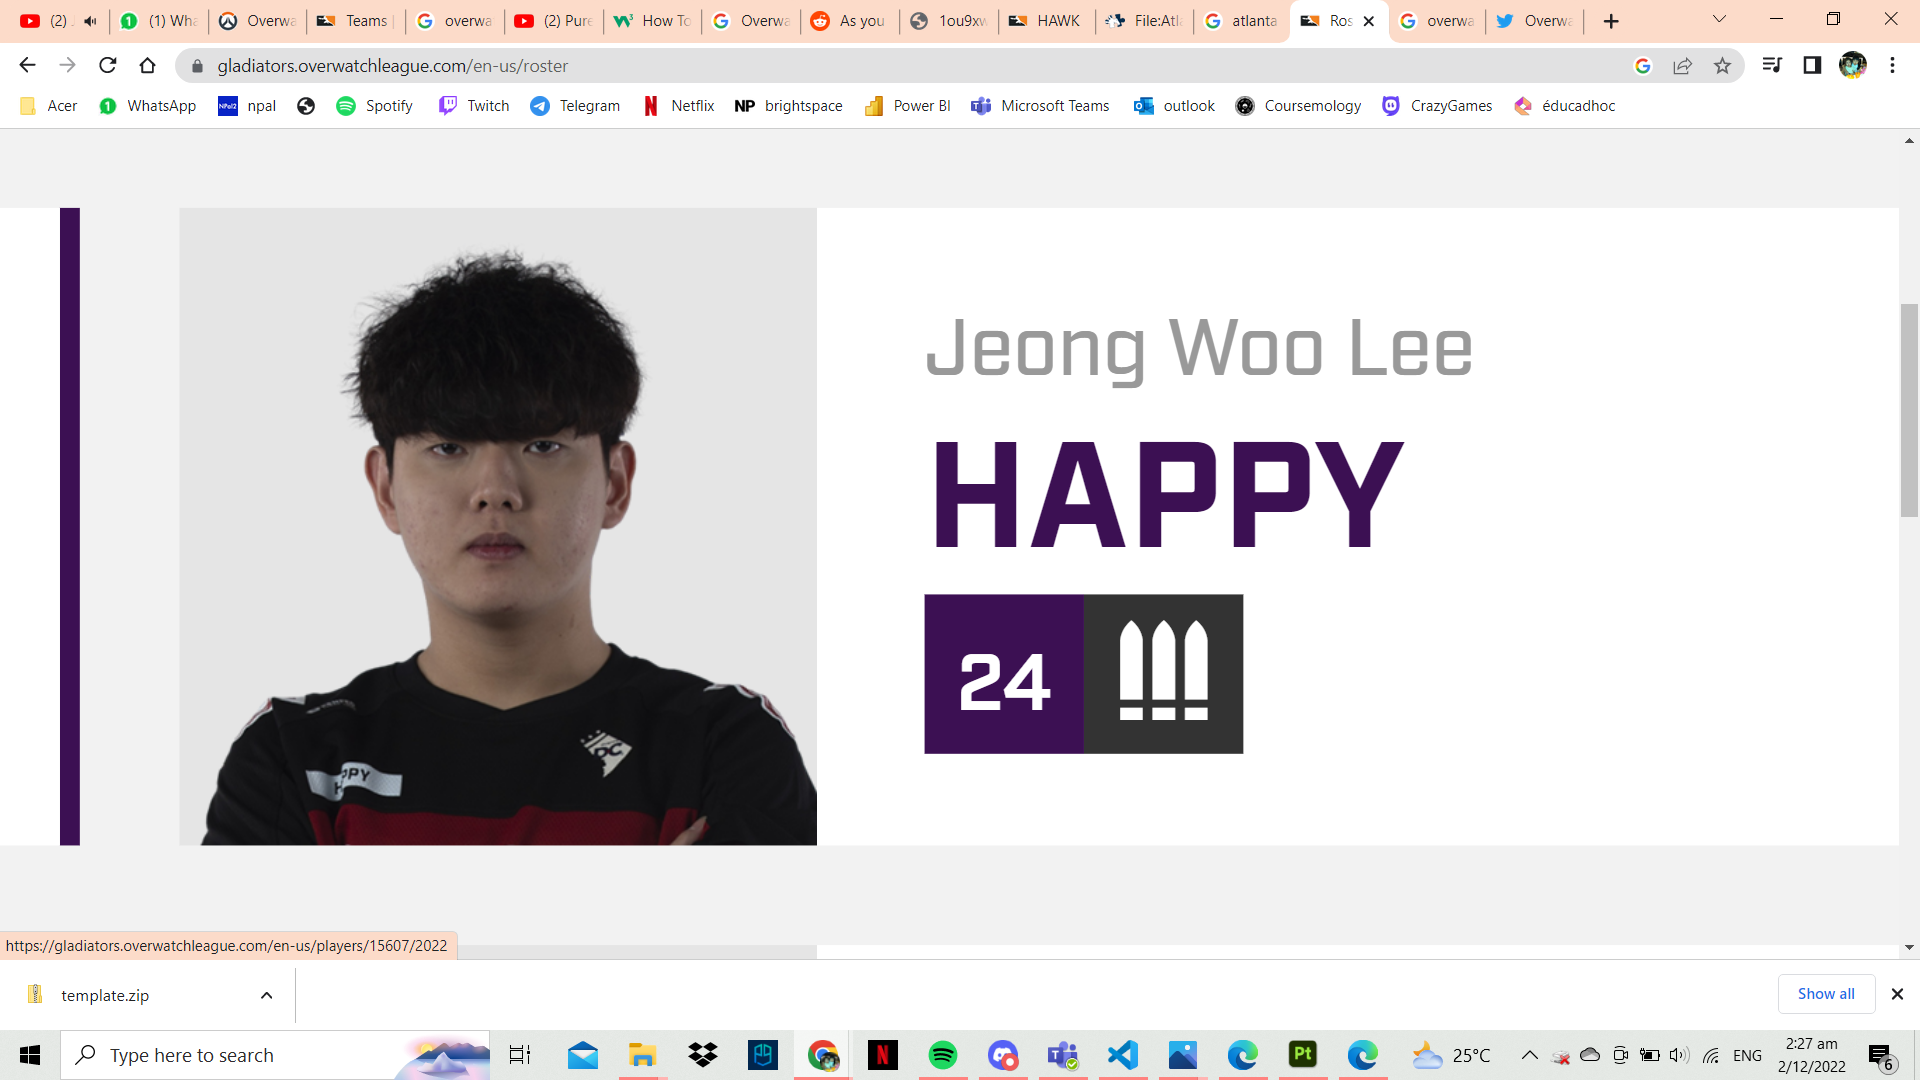 (2)
(1) Wha
Overwa
Teams
overwa
(2) Pure
How To
Overwa
As you
1ou9xw
HAWK
File:Atl
atlanta
Ros
overwa
Overwa
gladiators.overwatchleague.com/en-us/roster
Acer
WhatsApp
npal
Spotify
Twitch
Telegram
Netflix
NP brightspace
Power BI
Microsoft Teams
outlook
Coursemology
CrazyGames
éducadhoc
Jeong Woo Lee
HAPPY
24
https://gladiators.overwatchleague.com/en-us/players/15607/2022
template.zip
Show all
Type here to search
25°C
ENG
2:27 am
2/12/2022
6